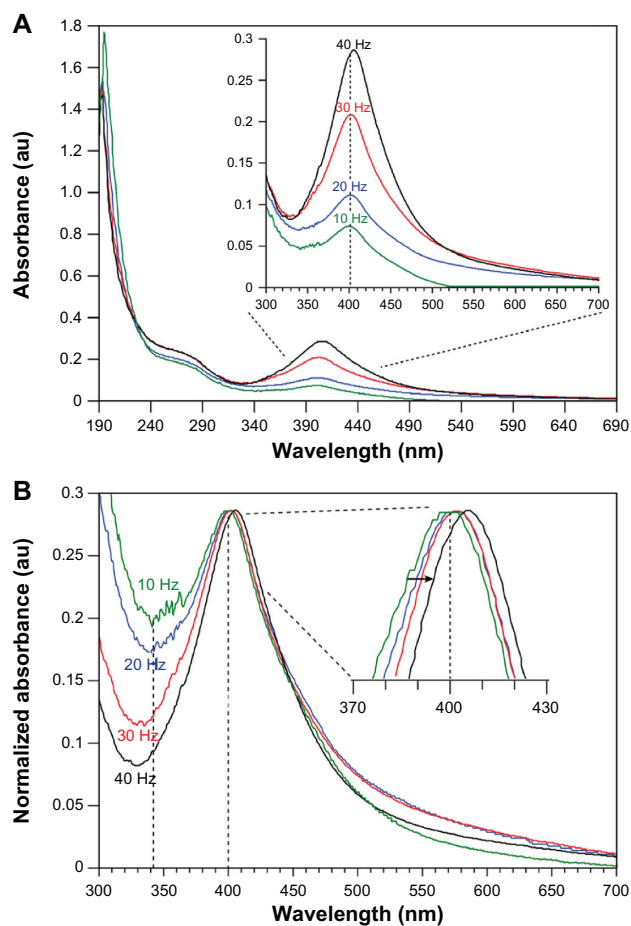 A
Absorbance (au)
1.8
1.6
1.4
1.2
1.0
0.8
0.6
0.4
0.2
0
190 240 290 340 390 440 490 540 590 640 690
Wavelength (nm)
0.3
0.25
0.2
0.15
0.1
0.05
0
300 350 400 450 500 550 600 650 700
40 Hz
30 Hz
20 Hz
10 Hz
B
Normalized absorbance (au)
0.3
0.25
0.2
0.15
0.1
0.05
0
300 350 400 450 500 550 600 650 700
Wavelength (nm)
10 Hz
20 Hz
30 Hz
40 Hz
370 400 430